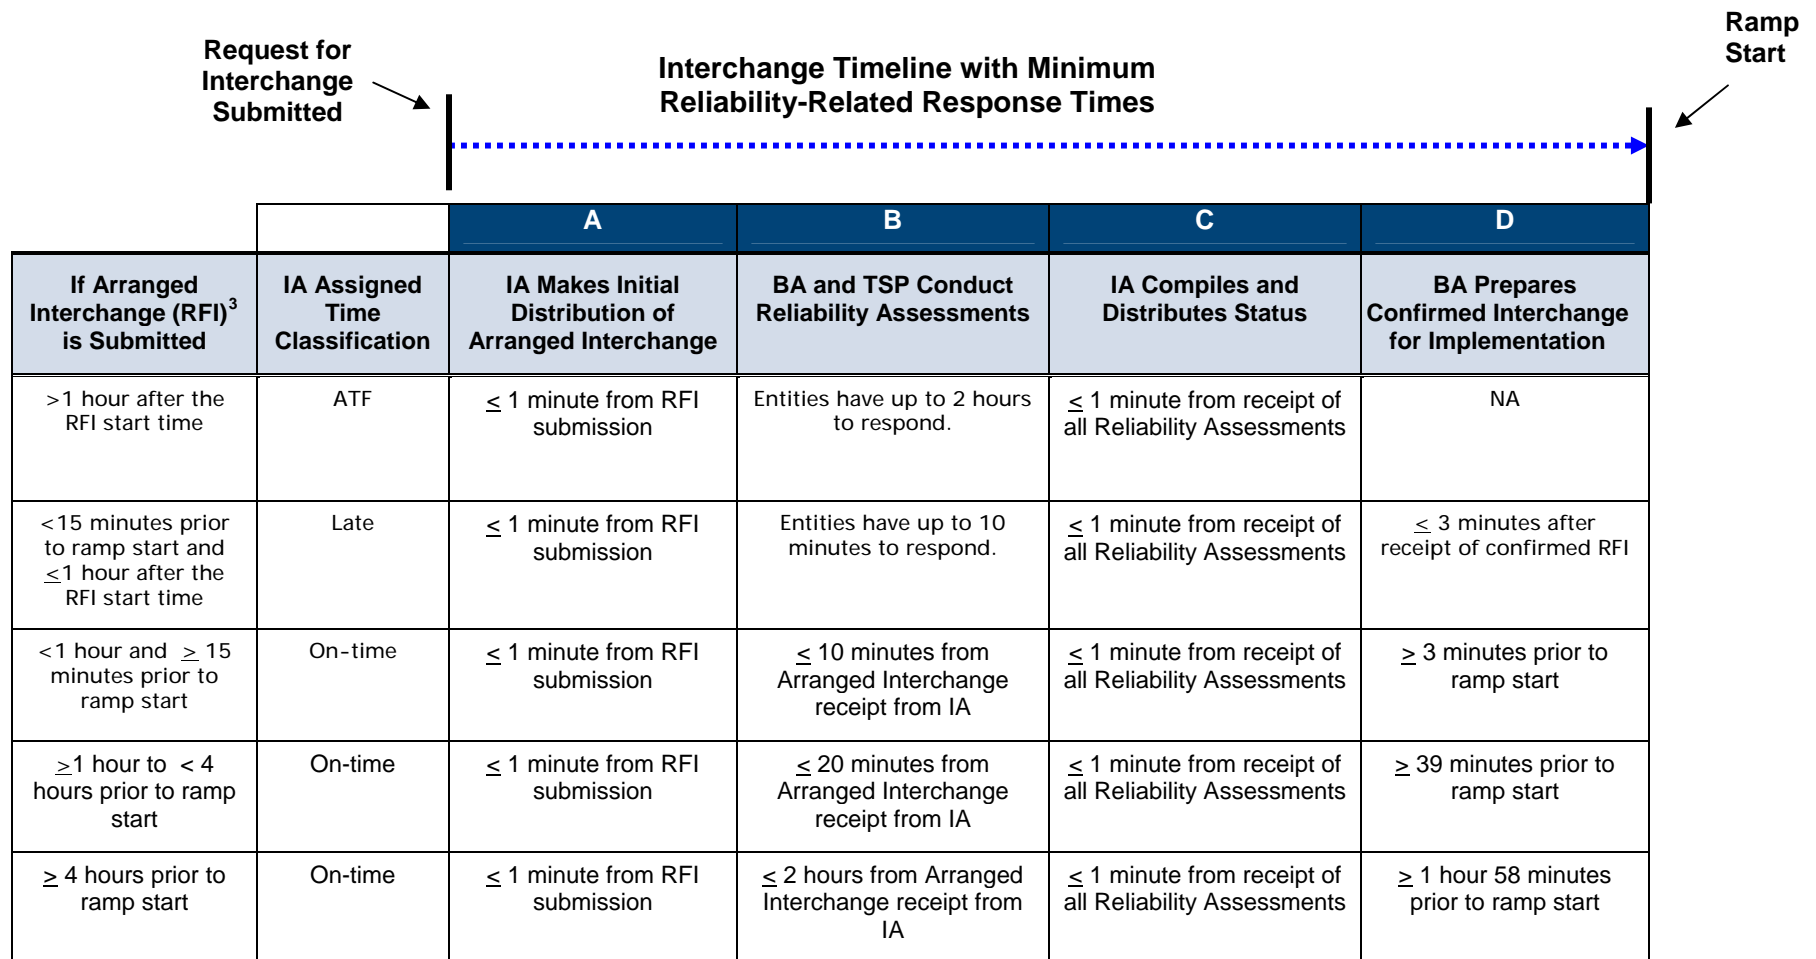 Request for
Interchange
Submitted
Interchange Timeline with Minimum
Reliability-Related Response Times
Ramp
Start
A
B
C
D
If Arranged
Interchange (RFI)3
is Submitted
IA Assigned
Time
Classification
IA Makes Initial
Distribution of
Arranged Interchange
BA and TSP Conduct
Reliability Assessments
IA Compiles and
Distributes Status
BA Prepares
Confirmed Interchange
for Implementation
>1 hour after the
RFI start time
ATF
< 1 minute from RFI
submission
Entities have up to 2 hours
to respond.
< 1 minute from receipt of
all Reliability Assessments
NA
<15 minutes prior
to ramp start and
<1 hour after the
RFI start time
Late
< 1 minute from RFI
submission
Entities have up to 10
minutes to respond.
< 1 minute from receipt of
all Reliability Assessments
< 3 minutes after
receipt of confirmed RFI
<1 hour and > 15
minutes prior to
ramp start
On-time
< 1 minute from RFI
submission
< 10 minutes from
Arranged Interchange
receipt from IA
< 1 minute from receipt of
all Reliability Assessments
> 3 minutes prior to
ramp start
>1 hour to < 4
hours prior to ramp
start
On-time
< 1 minute from RFI
submission
< 20 minutes from
Arranged Interchange
receipt from IA
< 1 minute from receipt of
all Reliability Assessments
> 39 minutes prior to
ramp start
> 4 hours prior to
ramp start
On-time
< 1 minute from RFI
submission
< 2 hours from Arranged
Interchange receipt from
IA
< 1 minute from receipt of
all Reliability Assessments
> 1 hour 58 minutes
prior to ramp start